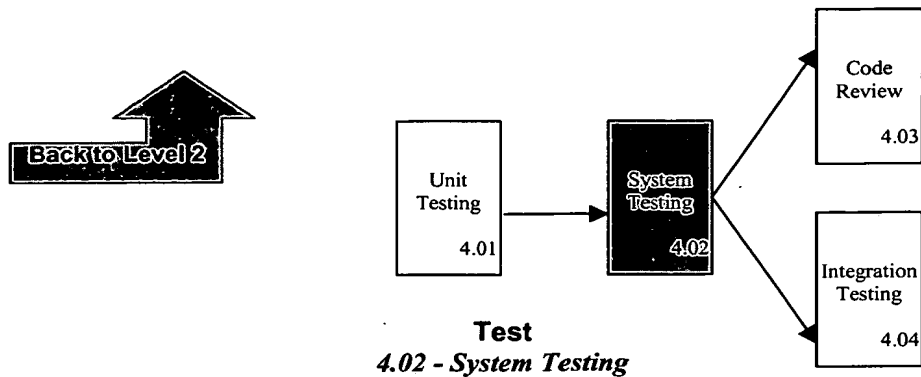 Back to Level 2
Unit
Testing
4.01
System
Testing
4.02
Code
Review
4.03
Integration
Testing
4.04
Test
4.02 - System Testing